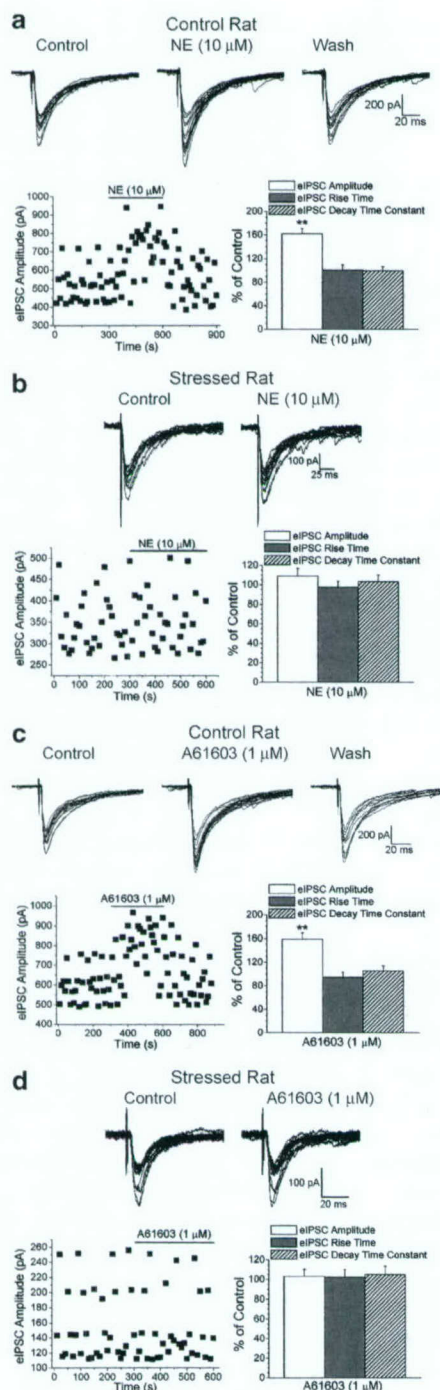 a
Control Rat
Control NE (10 µM) Wash
200 pA
20 ms
NE (10 µM)
eIPSC Amplitude (pA)
1000
900
800
700
600
500
400
300
0 300 600 900
Time (s)
eIPSC Amplitude
eIPSC Rise Time
eIPSC Decay Time Constant
**
% of Control
200
160
120
80
40
0
NE (10 µM)
b
Stressed Rat
Control NE (10 µM)
100 pA
25 ms
NE (10 µM)
eIPSC Amplitude (pA)
500
450
400
350
300
250
0 100 200 300 400 500 600
Time (s)
eIPSC Amplitude
eIPSC Rise Time
eIPSC Decay Time Constant
% of Control
120
100
80
60
40
20
0
NE (10 µM)
c
Control Rat
Control A61603 (1 µM) Wash
200 pA
20 ms
A61603 (1 µM)
eIPSC Amplitude (pA)
1000
900
800
700
600
500
400
0 200 400 600 800
Time (s)
eIPSC Amplitude
eIPSC Rise Time
eIPSC Decay Time Constant
**
% of Control
200
160
120
80
40
0
A61603 (1 µM)
d
Stressed Rat
Control A61603 (1 µM)
100 pA
20 ms
A61603 (1 µM)
eIPSC Amplitude (pA)
260
240
220
200
180
160
140
120
100
0 100 200 300 400 500 600
Time (s)
eIPSC Amplitude
eIPSC Rise Time
eIPSC Decay Time Constant
% of Control
120
100
80
60
40
20
0
A61603 (1 µM)